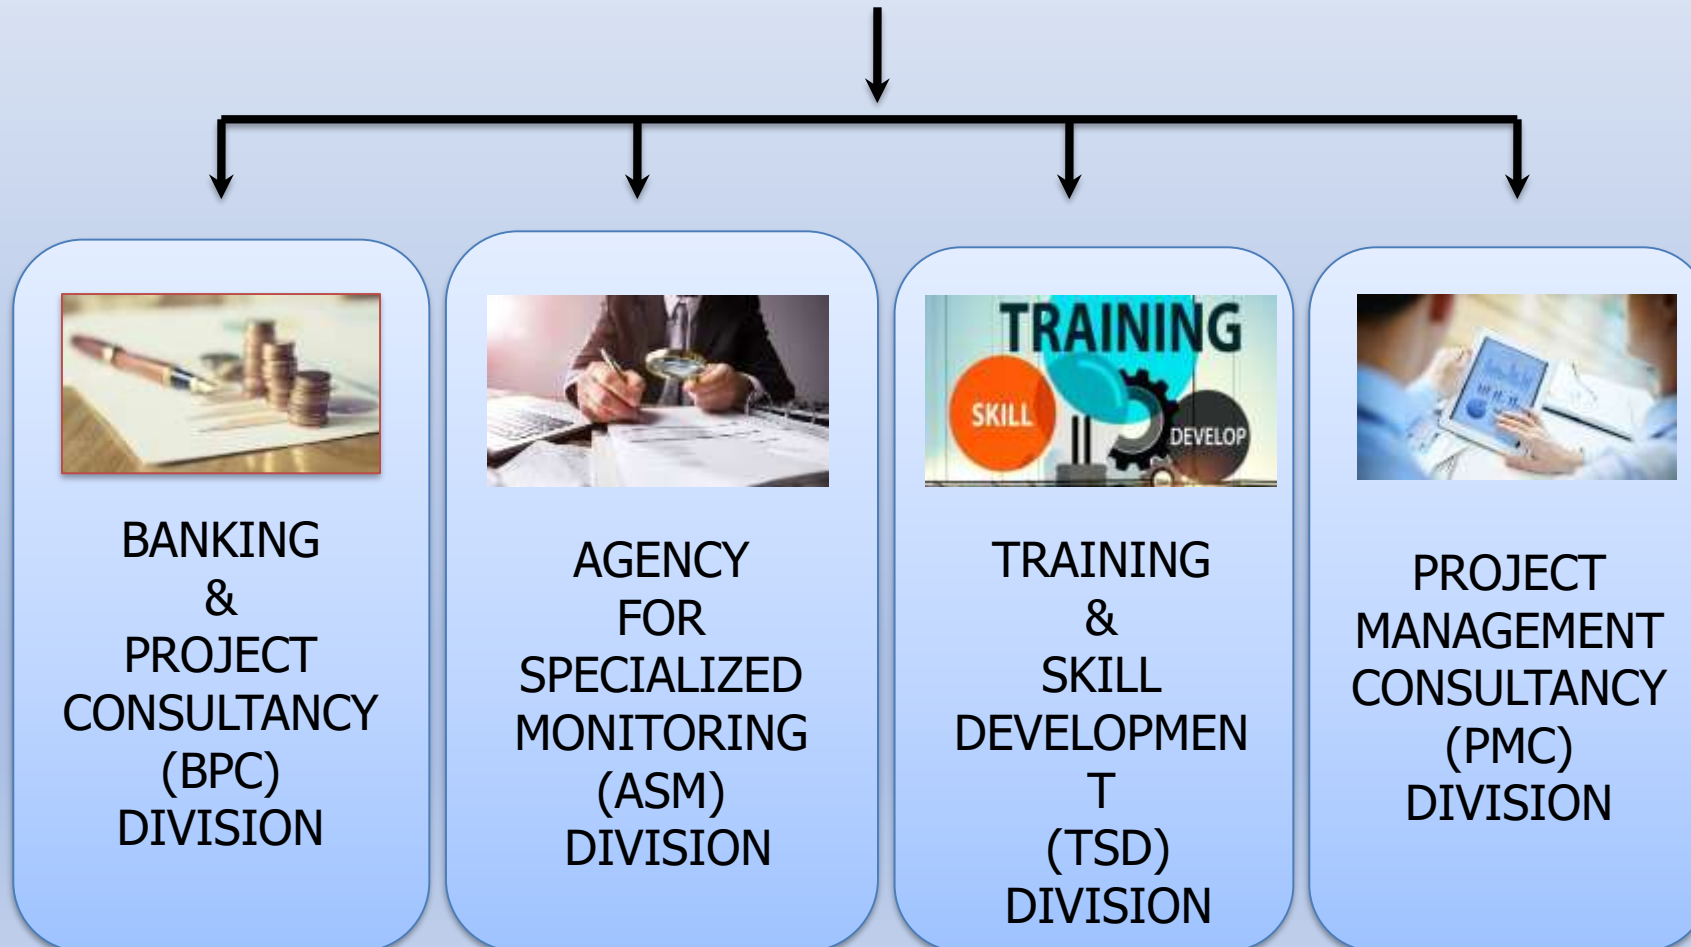 BANKING
&
PROJECT
CONSULTANCY
(BPC)
DIVISION
AGENCY
FOR
SPECIALIZED
MONITORING
(ASM)
DIVISION
TRAINING
SKILL
DEVELOP
TRAINING
&
SKILL
DEVELOPMEN
T
(TSD)
DIVISION
PROJECT
MANAGEMENT
CONSULTANCY
(PMC)
DIVISION